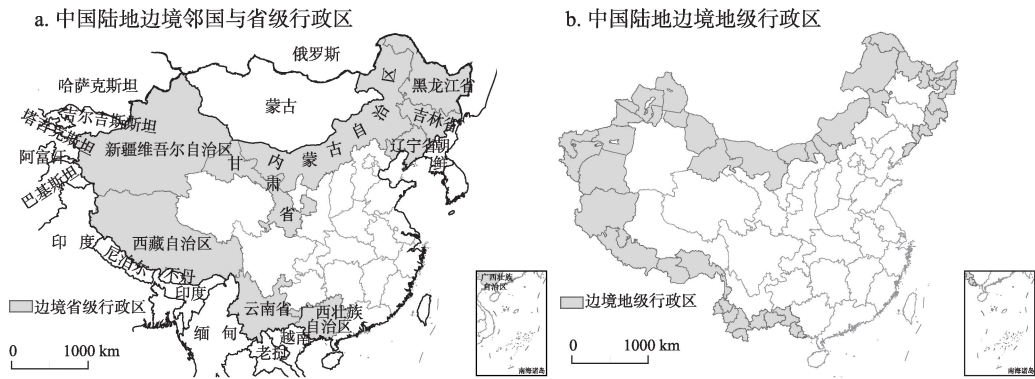 a. 中国陆地边境邻国与省级行政区
俄罗斯
哈萨克斯坦
蒙古
吉尔吉斯斯坦
塔吉克斯坦
阿富汗
巴基斯坦
印度
尼泊尔
不丹
印度
缅甸
老挝
越南
朝鲜
黑龙江省
吉林省
辽宁省
内蒙古自治区
甘肃省
新疆维吾尔自治区
西藏自治区
云南省
广西壮族
自治区
边境省级行政区
0 1000 km
广西壮族
自治区
南海诸岛
b. 中国陆地边境地级行政区
边境地级行政区
0 1000 km
南海诸岛